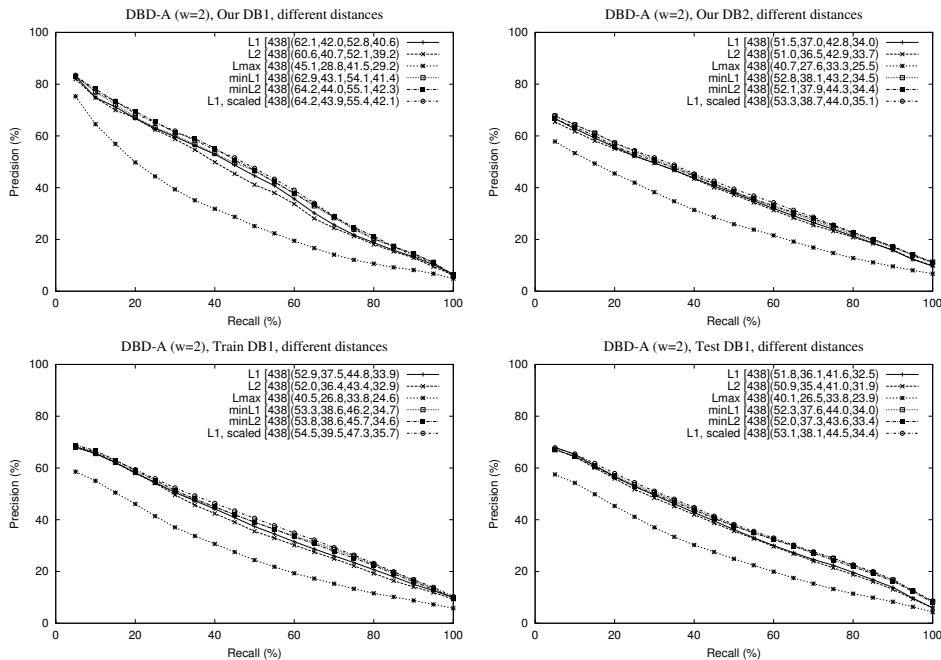 DBD-A (w=2), Our DB1, different distances
L1 [438](62.1,42.0,52.8,40.6)
L2 [438](60.6,40.7,52.1,39.2)
Lmax [438](45.1,28.8,41.5,29.2)
minL1 [438](62.9,43.1,54.1,41.4)
minL2 [438](64.2,44.0,55.1,42.3)
L1, scaled [438](64.2,43.9,55.4,42.1)
Precision (%)
100
80
60
40
20
0
0 20 40 60 80 100
Recall (%)
DBD-A (w=2), Our DB2, different distances
L1 [438](51.5,37.0,42.8,34.0)
L2 [438](51.0,36.5,42.9,33.7)
Lmax [438](40.7,27.6,33.3,25.5)
minL1 [438](52.8,38.1,43.2,34.5)
minL2 [438](52.1,37.9,44.3,34.4)
L1, scaled [438](53.3,38.7,44.0,35.1)
Precision (%)
100
80
60
40
20
0
0 20 40 60 80 100
Recall (%)
DBD-A (w=2), Train DB1, different distances
L1 [438](52.9,37.5,44.8,33.9)
L2 [438](52.0,36.4,43.4,32.9)
Lmax [438](40.5,26.8,33.8,24.6)
minL1 [438](53.3,38.6,46.2,34.7)
minL2 [438](53.8,38.6,45.7,34.6)
L1, scaled [438](54.5,39.5,47.3,35.7)
Precision (%)
100
80
60
40
20
0
0 20 40 60 80 100
Recall (%)
DBD-A (w=2), Test DB1, different distances
L1 [438](51.8,36.1,41.6,32.5)
L2 [438](50.9,35.4,41.0,31.9)
Lmax [438](40.1,26.5,33.8,23.9)
minL1 [438](52.3,37.6,44.0,34.0)
minL2 [438](52.0,37.3,43.6,33.4)
L1, scaled [438](53.1,38.1,44.5,34.4)
Precision (%)
100
80
60
40
20
0
0 20 40 60 80 100
Recall (%)